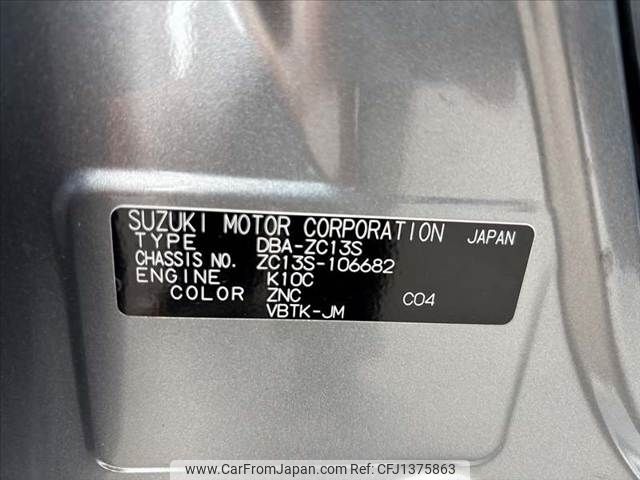 SUZUKI MOTOR CORPORATION JAPAN
TYPE DBA-ZC13S
CHASSIS NO. ZC13S-106682
ENGINE K10C
COLOR ZNC C04
VBTK-JM
www.CarFromJapan.com CFJ1375863